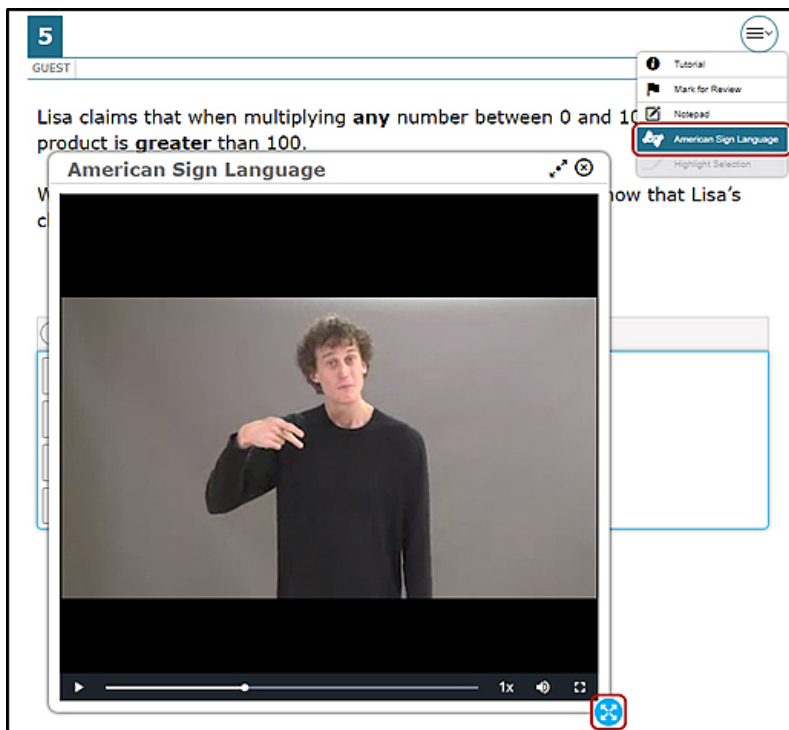 5
GUEST
Tutorial
Mark for Review
Notepad
American Sign Language
Highlight Selection
Lisa claims that when multiplying any number between 0 and 10
product is greater than 100.
now that Lisa's
American Sign Language
1x